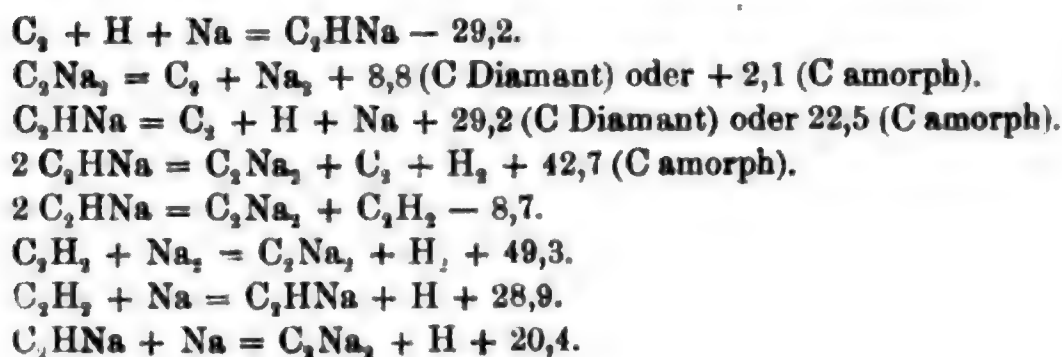 C₂ + H + Na = C₂HNa — 29,2.
C₂Na₂ = C₂ + Na₂ + 8,8 (C Diamant) oder + 2,1 (C amorph).
C₂HNa = C₂ + H + Na + 29,2 (C Diamant) oder 22,5 (C amorph).
2 C₂HNa = C₂Na₂ + C₂ + H₂ + 42,7 (C amorph).
2 C₂HNa = C₂Na₂ + C₂H₂ — 8,7.
C₂H₂ + Na₂ = C₂Na₂ + H₂ + 49,3.
C₂H₂ + Na = C₂HNa + H + 28,9.
C₂HNa + Na = C₂Na₂ + H + 20,4.